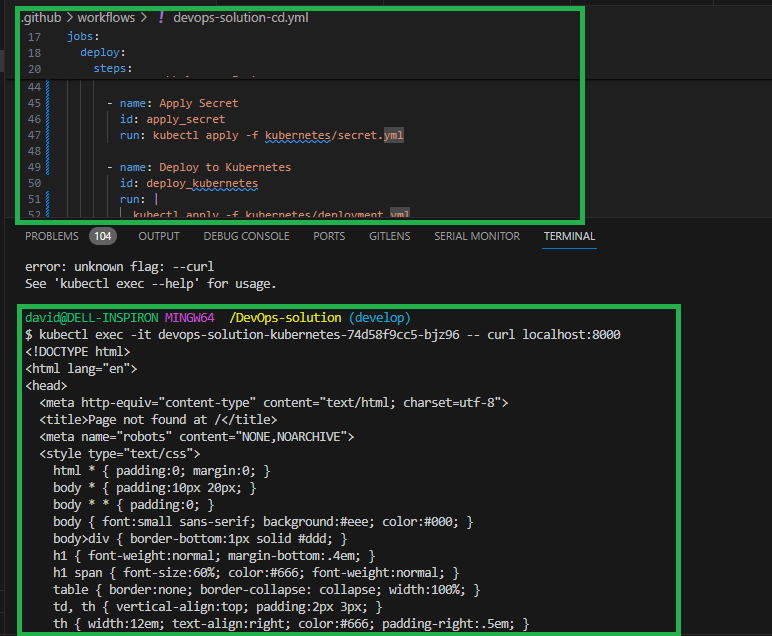 .github > workflows > ! devops-solution-cd.yml
17 jobs:
18 deploy:
20 steps:
44
45 - name: Apply Secret
46 id: apply_secret
47 run: kubectl apply -f kubernetes/secret.yml
48
49 - name: Deploy to Kubernetes
50 id: deploy_kubernetes
51 run: |
52 kubectl apply -f kubernetes/deployment.yml
PROBLEMS 104 OUTPUT DEBUG CONSOLE PORTS GITLENS SERIAL MONITOR TERMINAL
error: unknown flag: --curl
See 'kubectl exec --help' for usage.
david@DELL-INSPIRON MINGW64 /DevOps-solution (develop)
$ kubectl exec -it devops-solution-kubernetes-74d58f9cc5-bjz96 -- curl localhost:8000
<!DOCTYPE html>
<html lang="en">
<head>
  <meta http-equiv="content-type" content="text/html; charset=utf-8">
  <title>Page not found at /</title>
  <meta name="robots" content="NONE,NOARCHIVE">
  <style type="text/css">
    html * { padding:0; margin:0; }
    body * { padding:10px 20px; }
    body * * { padding:0; }
    body { font:small sans-serif; background:#eee; color:#000; }
    body>div { border-bottom:1px solid #ddd; }
    h1 { font-weight:normal; margin-bottom:.4em; }
    h1 span { font-size:60%; color:#666; font-weight:normal; }
    table { border:none; border-collapse: collapse; width:100%; }
    td, th { vertical-align:top; padding:2px 3px; }
    th { width:12em; text-align:right; color:#666; padding-right:.5em; }